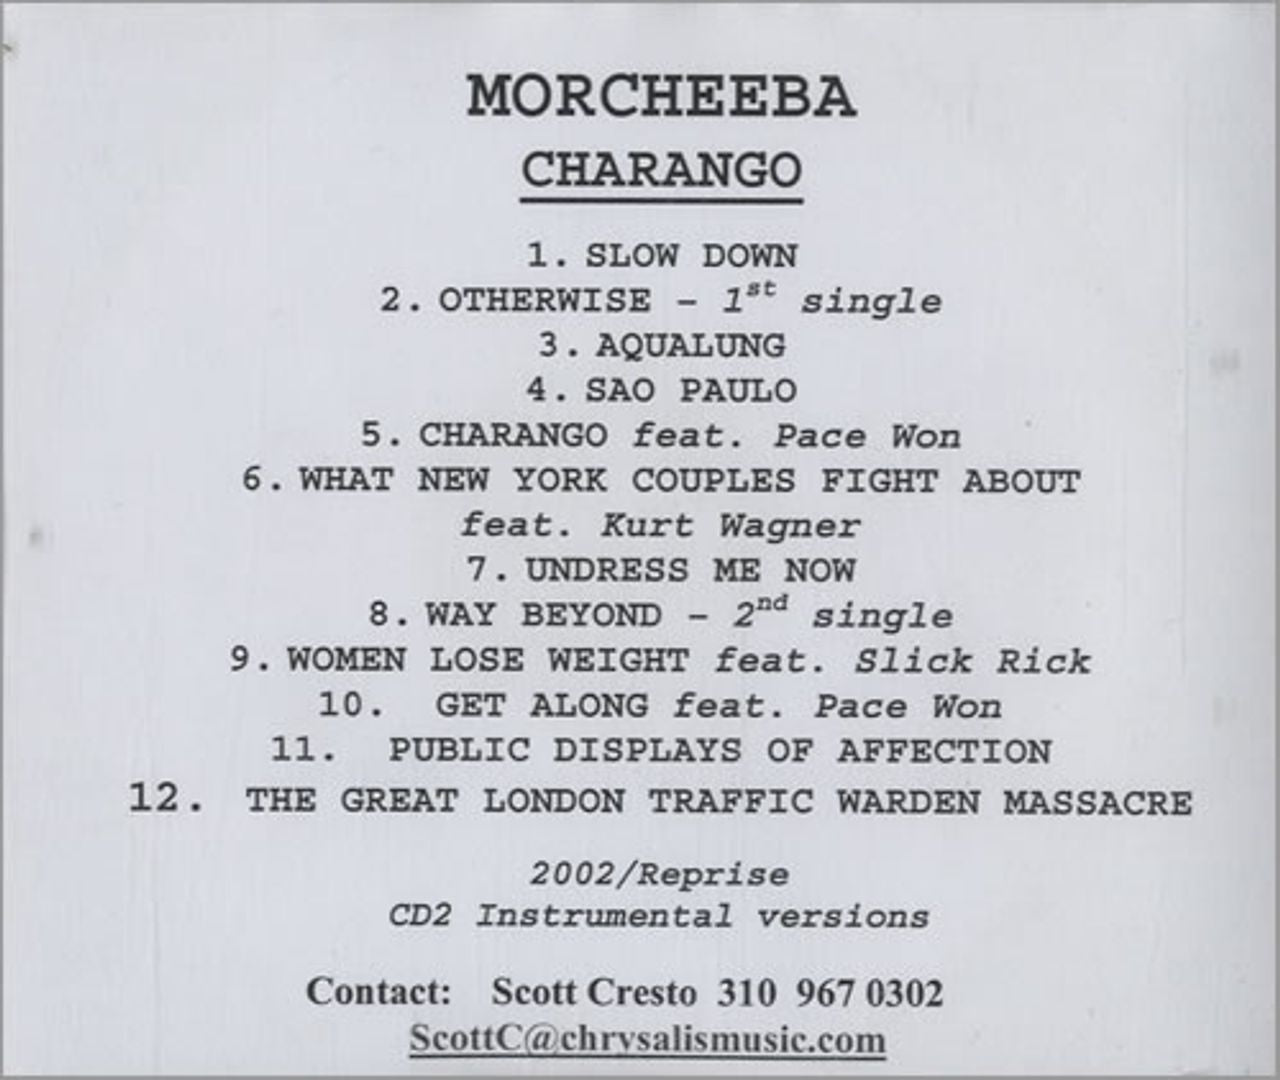 MORCHEEBA
CHARANGO
1. SLOW DOWN
2. OTHERWISE – 1st single
3. AQUALUNG
4. SAO PAULO
5. CHARANGO feat. Pace Won
6. WHAT NEW YORK COUPLES FIGHT ABOUT
feat. Kurt Wagner
7. UNDRESS ME NOW
8. WAY BEYOND – 2nd single
9. WOMEN LOSE WEIGHT feat. Slick Rick
10. GET ALONG feat. Pace Won
11. PUBLIC DISPLAYS OF AFFECTION
12. THE GREAT LONDON TRAFFIC WARDEN MASSACRE
2002/Reprise
CD2 Instrumental versions
Contact: Scott Cresto 310 967 0302
ScottC@chrysalismusic.com